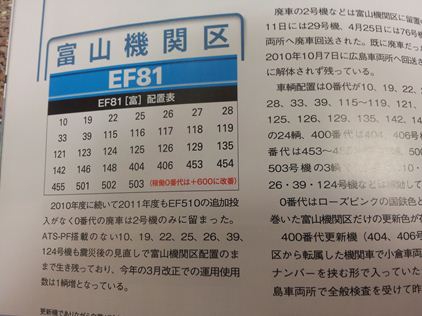 富山機関区
EF81
EF81［富］配置表
10 19 22 25 26 27 28
33 39 115 116 117 118 119
121 123 124 125 126 129 135
404 406 453 454
455 501 502 503 (稼働0番代は+600に改番)
2010年度に続いて2011年度もEF510の追加投
入がなく0番代の廃車は2号機のみに留まった。
ATS-PF搭載のない10、19、22、25、26、39、
124号機も震災後の見直しで富山機関区配置のま
まで生き残っており、今年の3月改正での運用使用
数は1輌増となっている。
廃車の2号機などは富山機関区に留置
11日には29号機、4月25日には76号機
両所へ廃車回送された。既に廃車だっ
2010年10月7日に広島車両所へ回送さ
に解体されず残っている。
車輌配置は0番代が10、19、22、2
28、33、39、115～119、121、
125、126、129、135、
の24輌、400番代は404、406号
番代は453～45
503号機の3輌
26・39・124号機などは
0番代はローズピンクの国鉄色と
巻いた富山機関区だけの更新色が存
400番代更新機（404、406号
区から転属した機関車で小倉車両
ナンバーを挟む形で入っていた
島車両所で全般検査を受けて昨